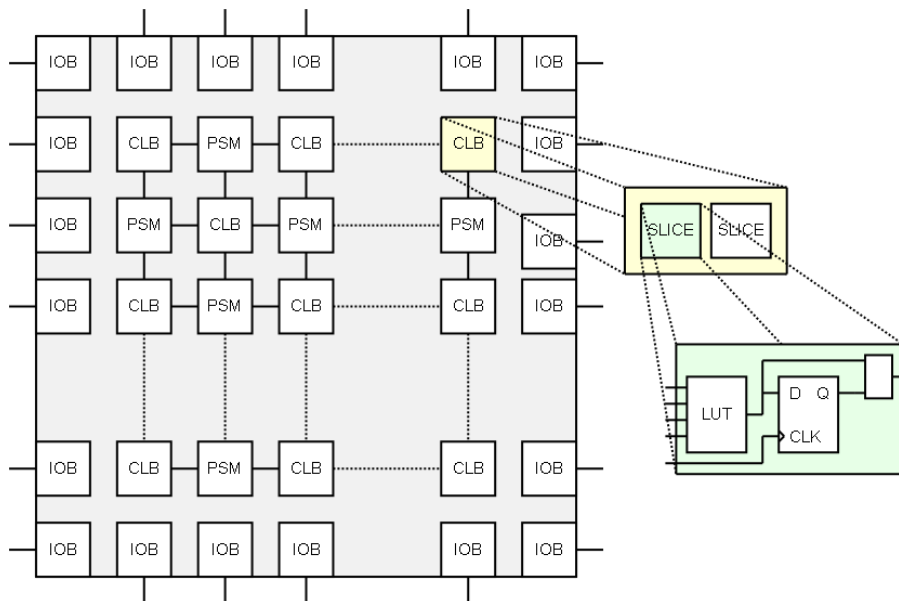 IOB IOB IOB IOB IOB IOB
IOB CLB PSM CLB CLB IOB
IOB PSM CLB PSM PSM IOB
SLICE SLICE
IOB CLB PSM CLB CLB IOB
D Q
LUT
CLK
IOB CLB PSM CLB CLB IOB
IOB IOB IOB IOB IOB IOB